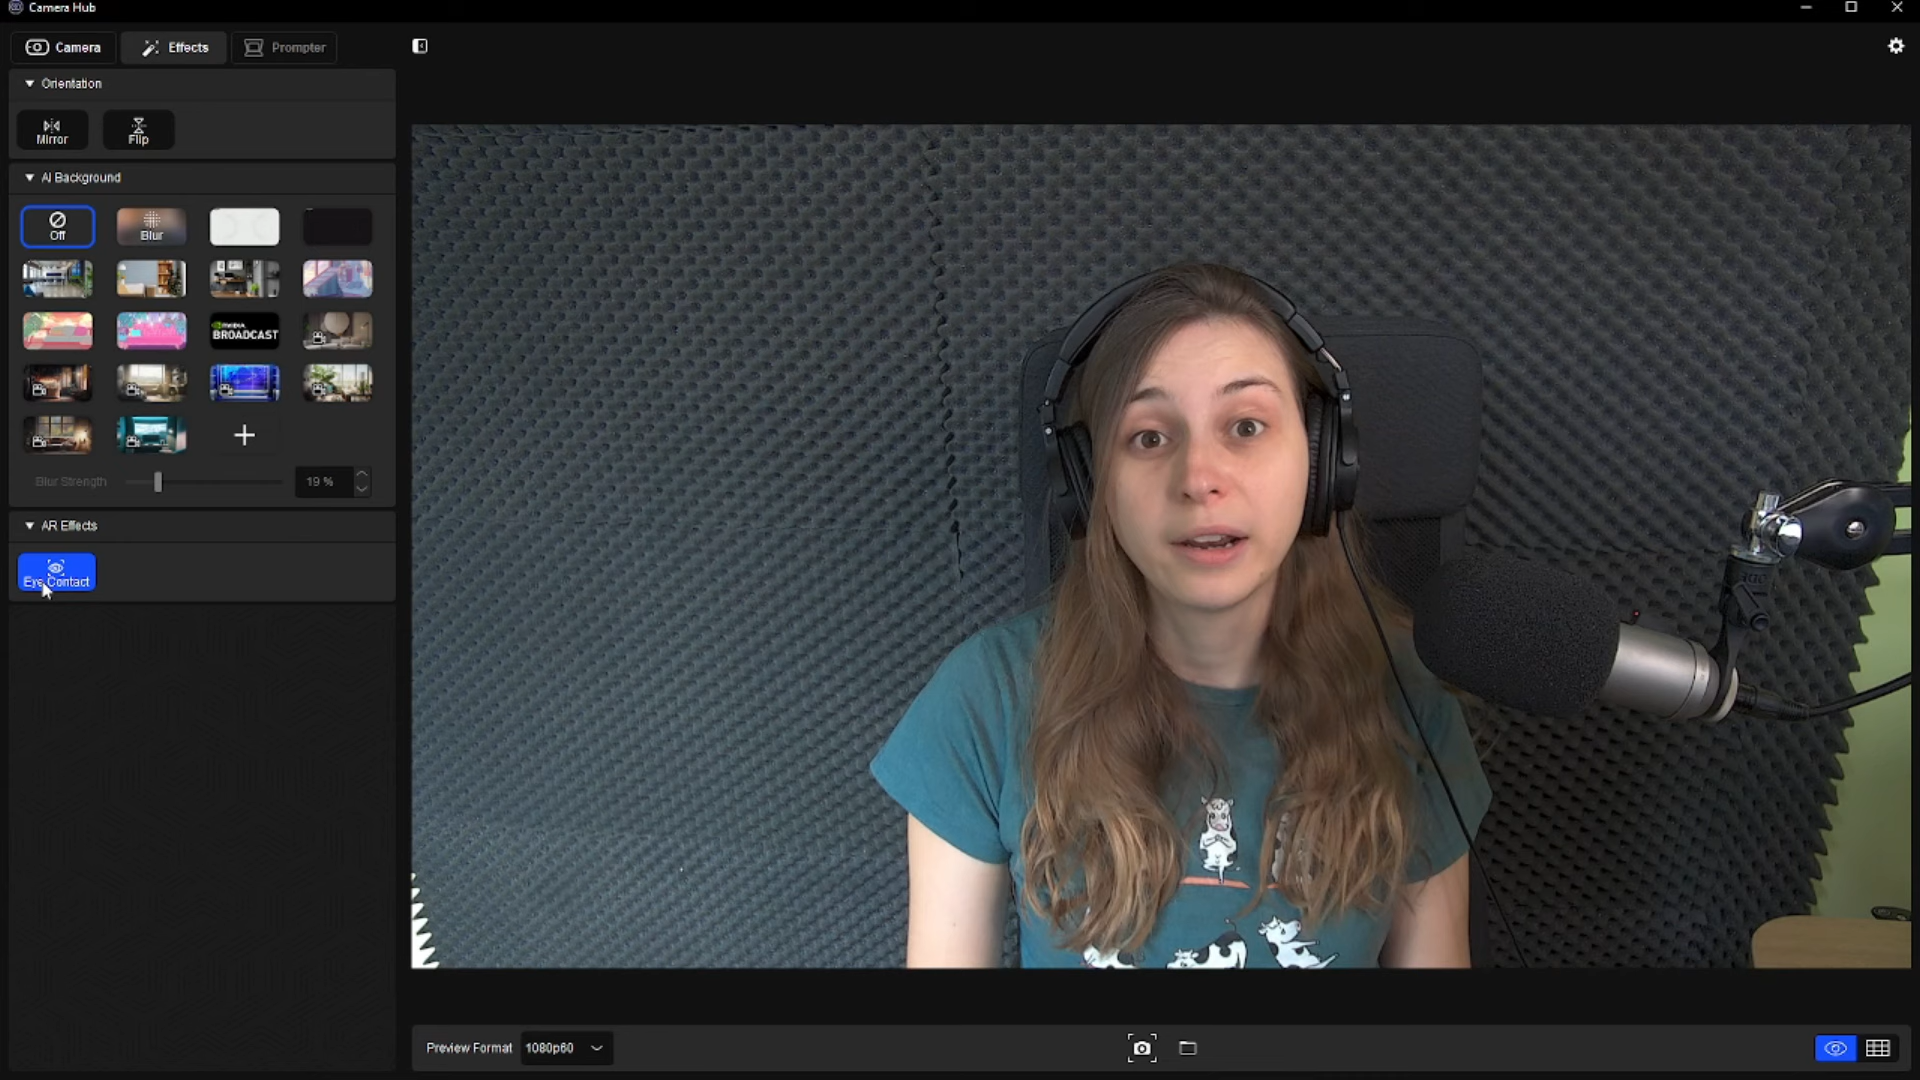 Camera Hub
Camera
Effects
Prompter
Orientation
Mirror
Flip
AI Background
Off
Blur
NVIDIA
BROADCAST
Blur Strength
19 %
AR Effects
Eye Contact
Preview Format
1080p60